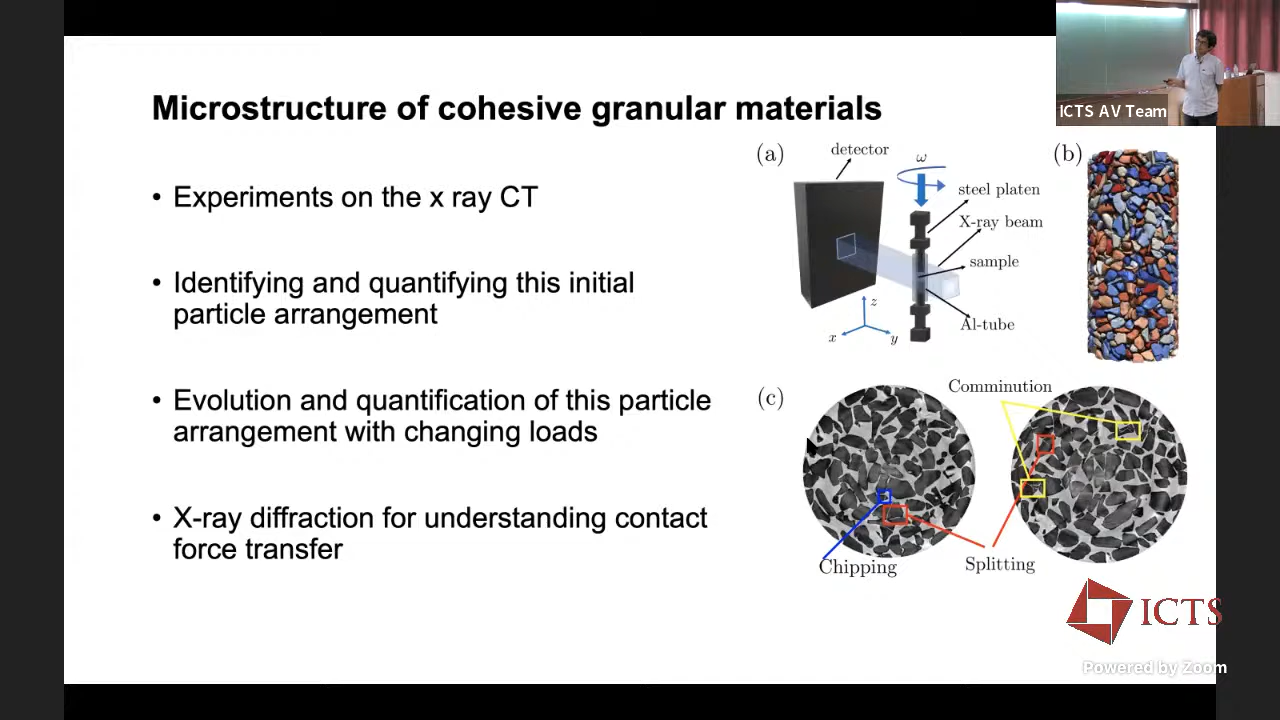 ICTS AV Team
Microstructure of cohesive granular materials
• Experiments on the x ray CT
• Identifying and quantifying this initial
particle arrangement
• Evolution and quantification of this particle
arrangement with changing loads
• X-ray diffraction for understanding contact
force transfer
(a)
detector
ω
steel platen
X-ray beam
sample
Al-tube
z
x
y
(b)
(c)
Comminution
Chipping
Splitting
ICTS
Powered by Zoom